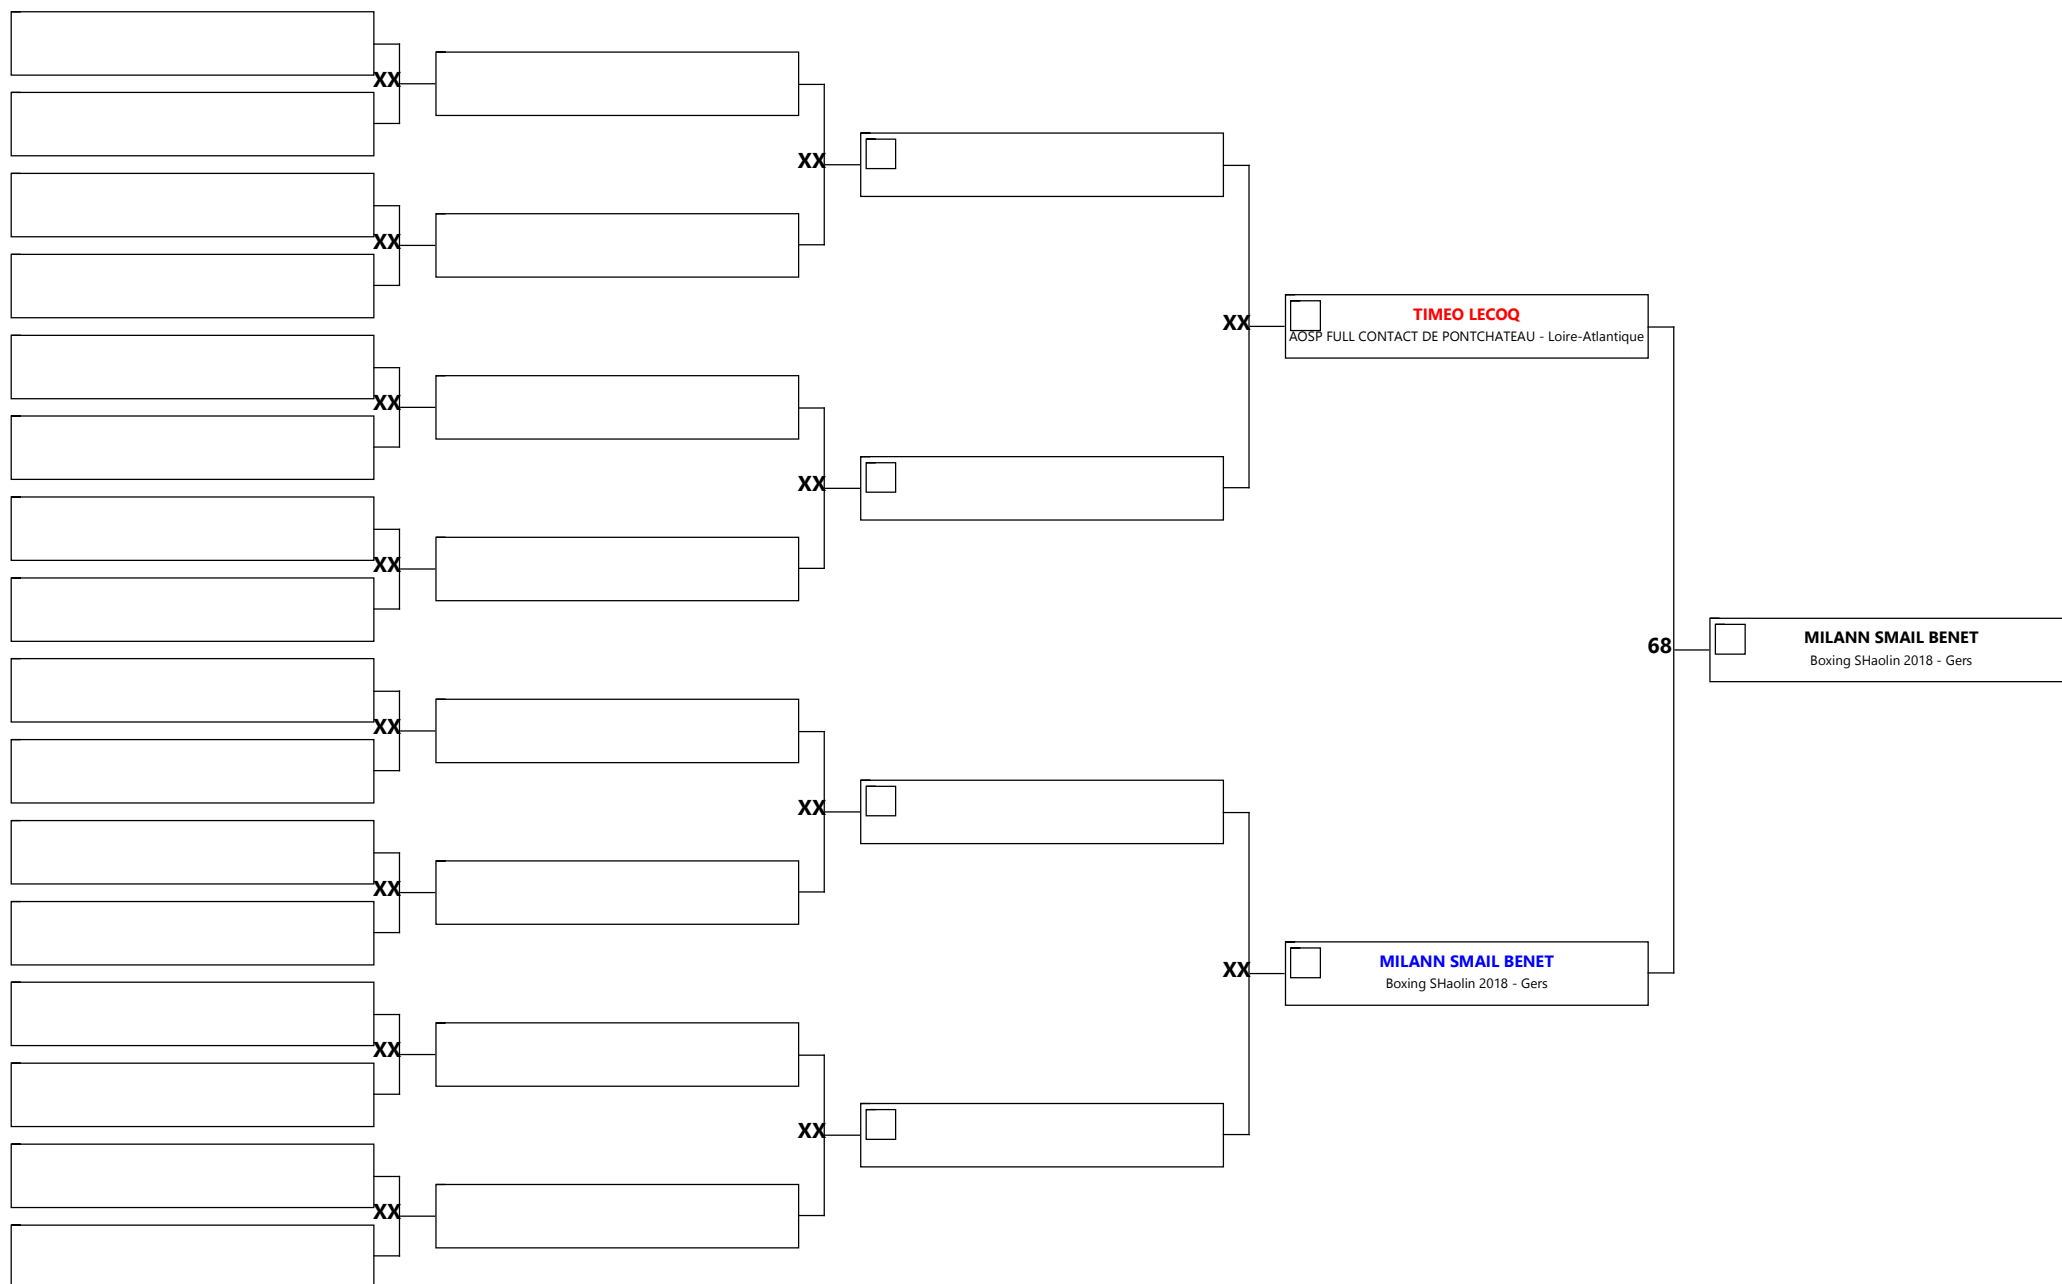 XX
XX
XX
XX
XX
XX
XX
XX
XX
XX
XX
XX
XX
TIMEO LECOQ
AOSP FULL CONTACT DE PONTCHATEAU - Loire-Atlantique
XX
MILANN SMAIL BENET
Boxing SHaolin 2018 - Gers
68
MILANN SMAIL BENET
Boxing SHaolin 2018 - Gers